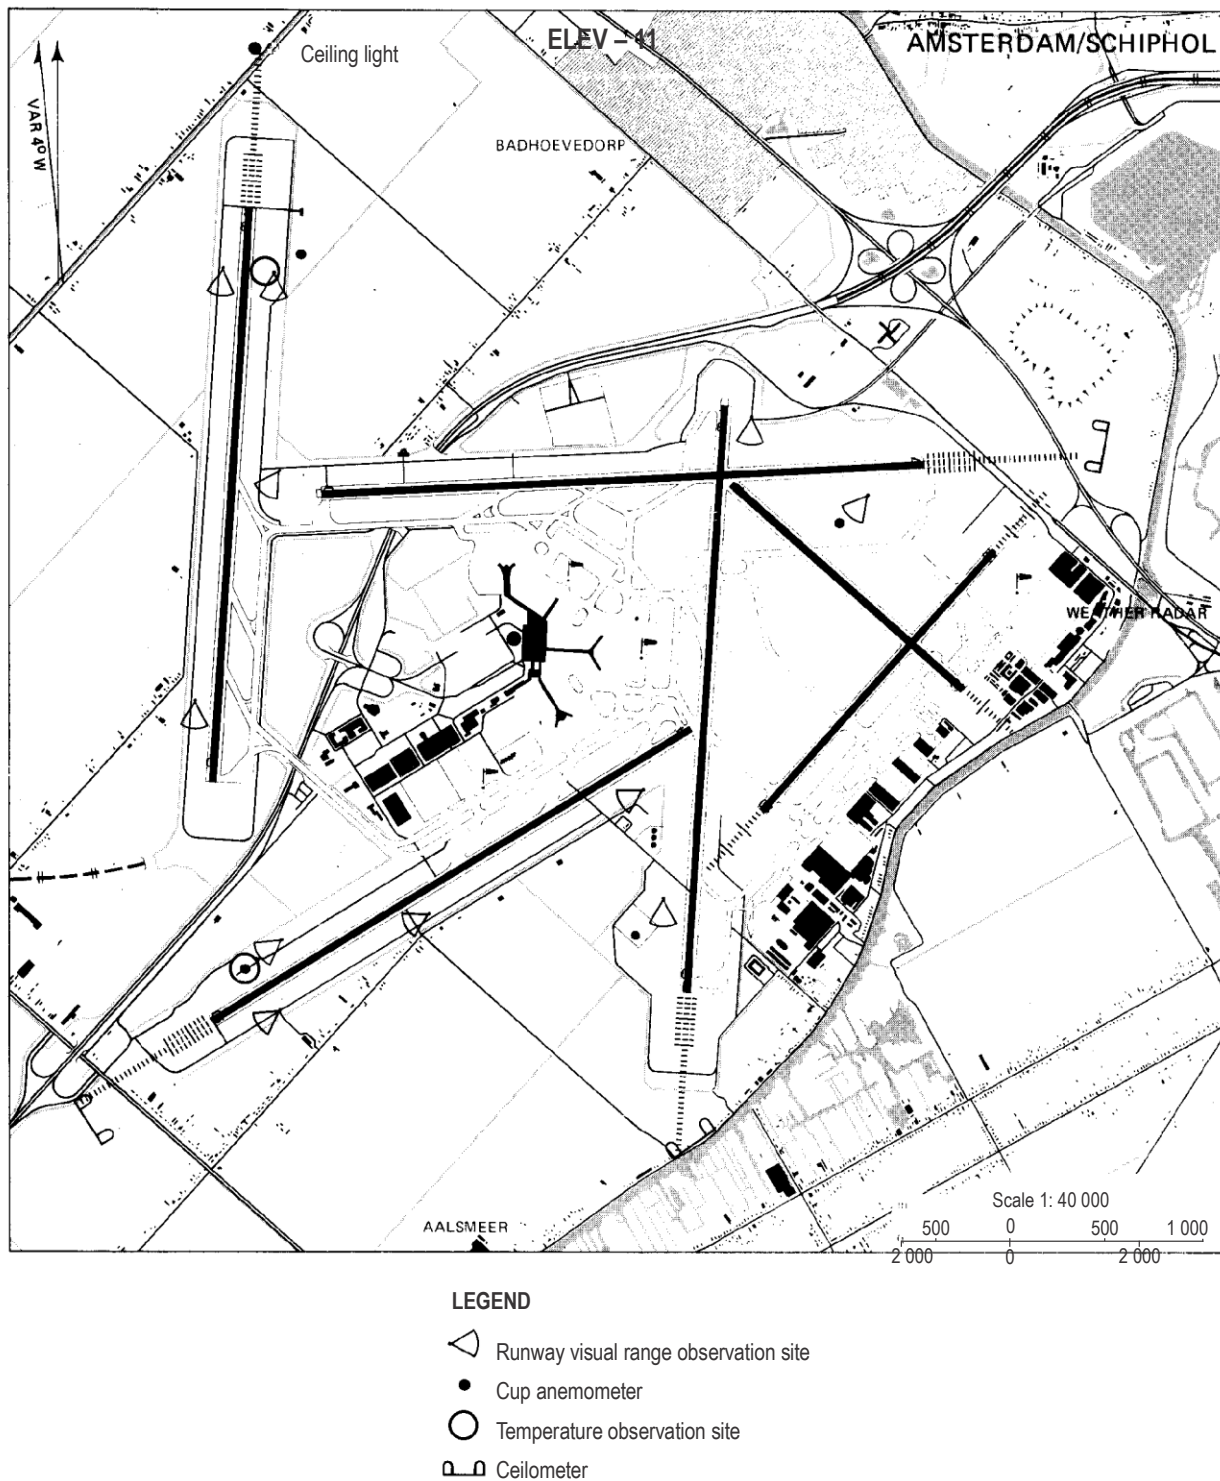 ELEV – 11
AMSTERDAM/SCHIPHOL
Ceiling light
VAR 4° W
BADHOEVEDORP
WEATHER RADAR
AALSMEER
Scale 1: 40 000
500 0 500 1 000
2 000 0 2 000
LEGEND
Runway visual range observation site
Cup anemometer
Temperature observation site
Ceilometer